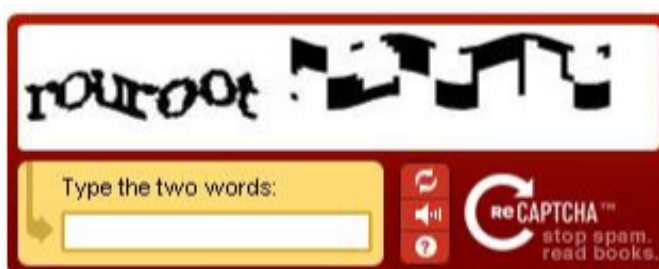 rouroot
Type the two words:
ReCAPTCHA™
stop spam.
read books.